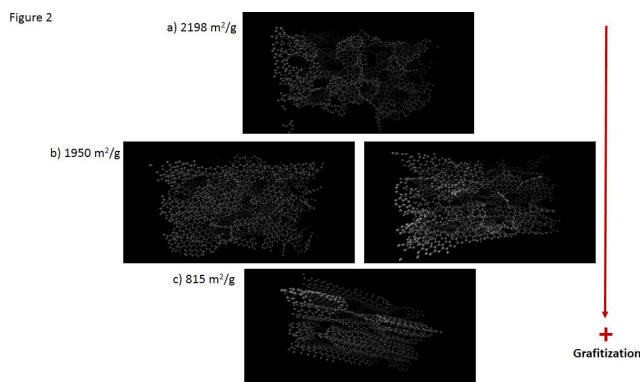 Figure 2
a) 2198 m²/g
b) 1950 m²/g
c) 815 m²/g
+
Grafitization